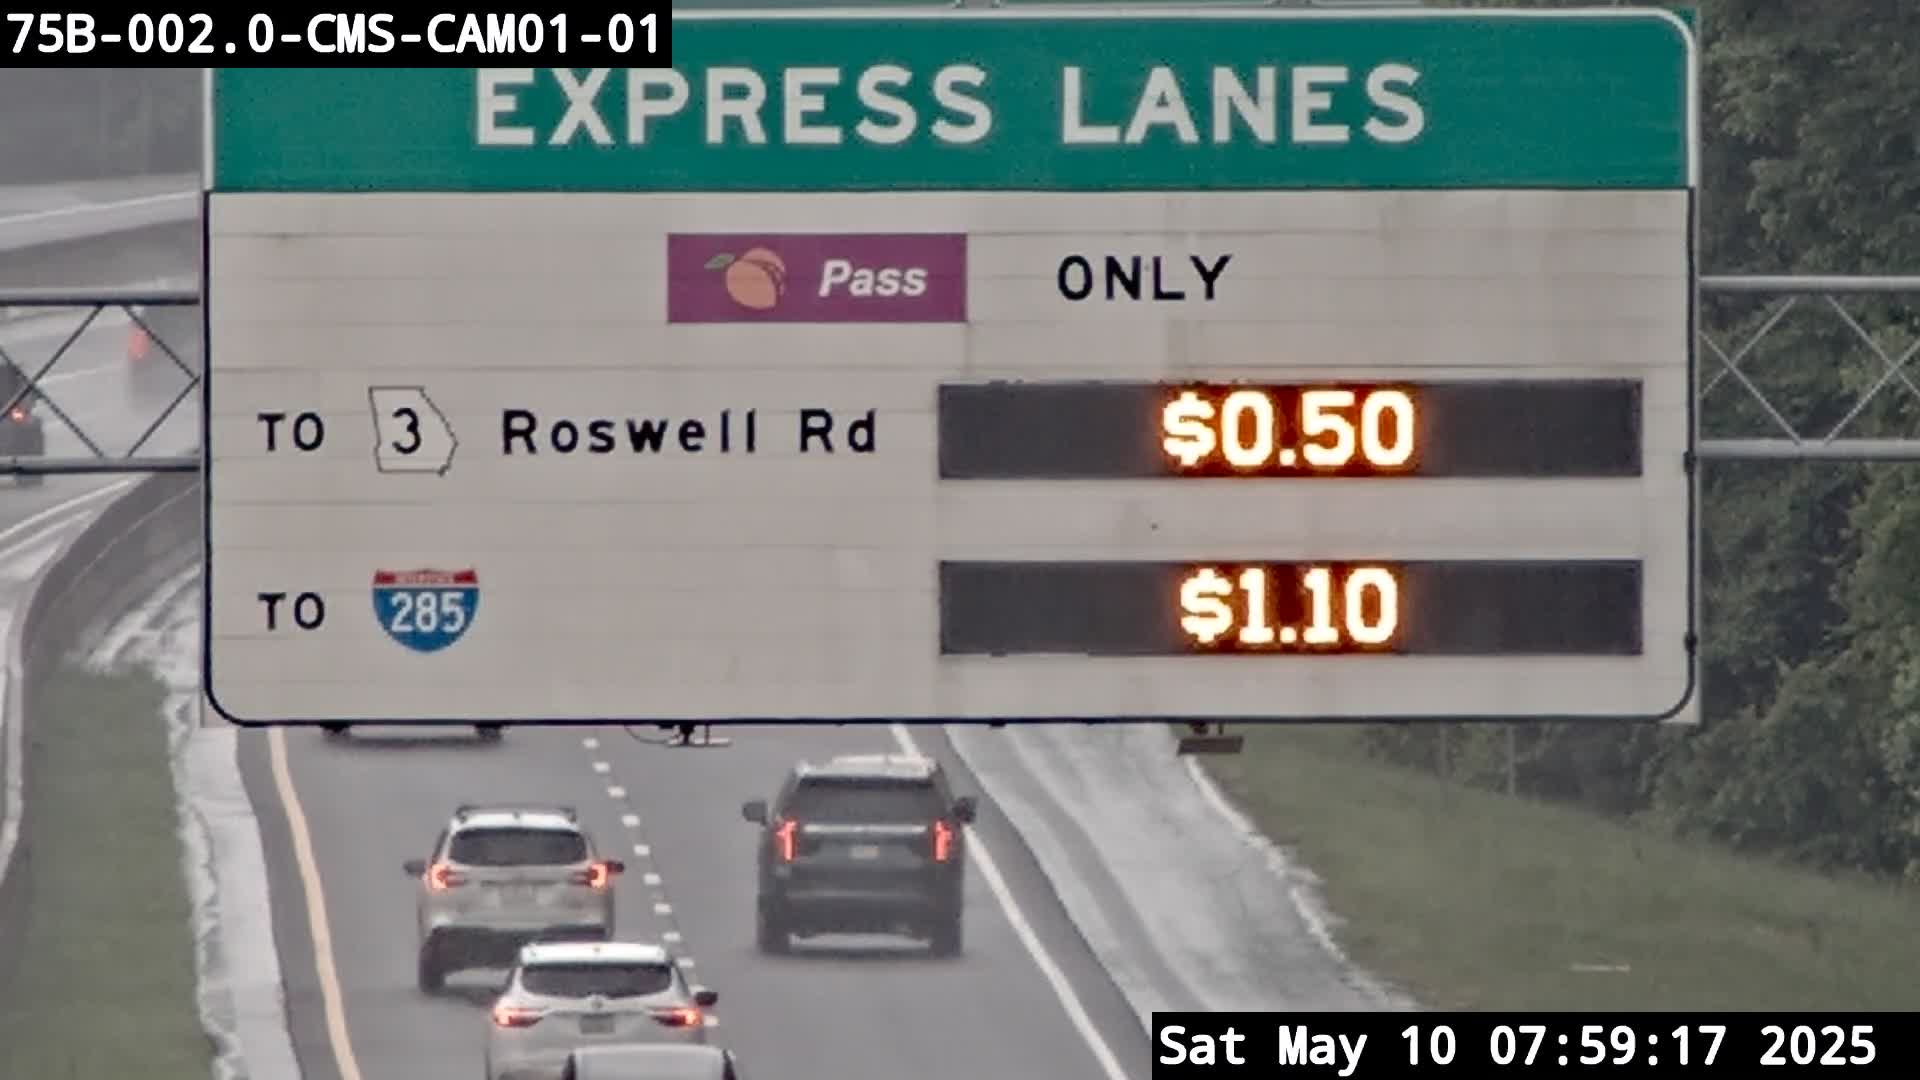 75B-002.0-CMS-CAM01-01
EXPRESS LANES
Pass ONLY
TO 3 Roswell Rd $0.50
TO 285 $1.10
Sat May 10 07:59:17 2025